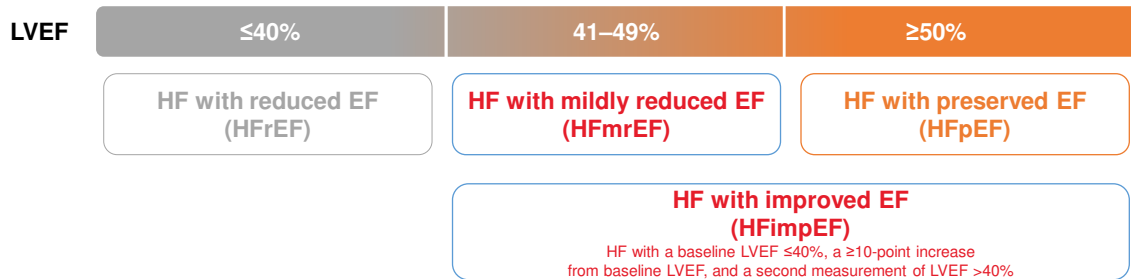 LVEF ≤40% 41–49% ≥50%
HF with reduced EF
(HFrEF)
HF with mildly reduced EF
(HFmrEF)
HF with preserved EF
(HFpEF)
HF with improved EF
(HFimpEF)
HF with a baseline LVEF ≤40%, a ≥10-point increase
from baseline LVEF, and a second measurement of LVEF >40%